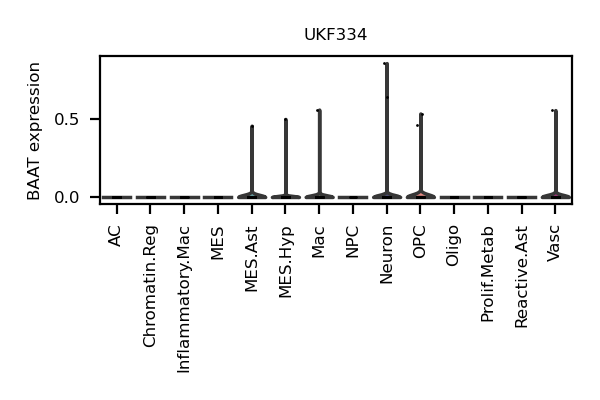 UKF334
BAAT expression
0.5
0.0
AC
Chromatin.Reg
Inflammatory.Mac
MES
MES.Ast
MES.Hyp
Mac
NPC
Neuron
OPC
Oligo
Prolif.Metab
Reactive.Ast
Vasc